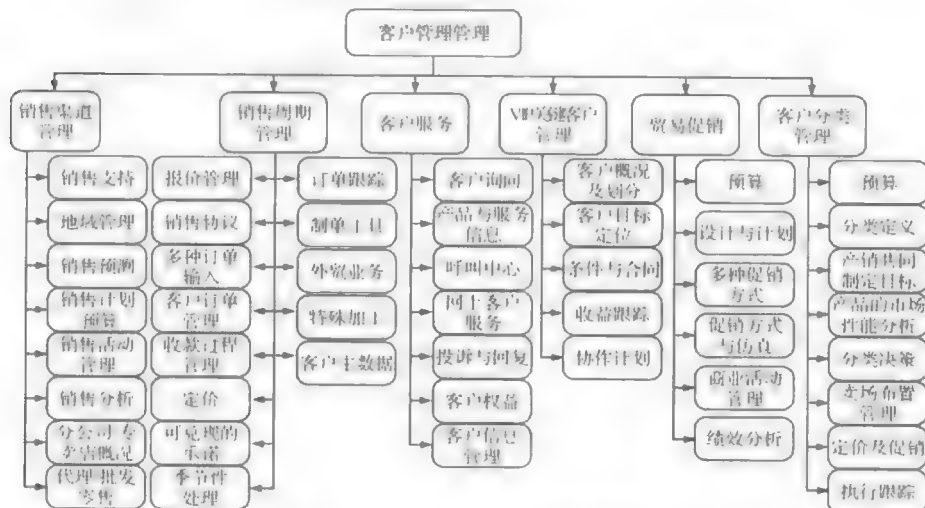 客户管理管理
销售渠道
管理
销售支持
地域管理
销售预测
销售计划
预算
销售活动
管理
销售分析
分公司/专
卖店概况
代理/批发/
零售
销售周期
管理
报价管理
销售协议
多种订单
输入
客户订单
管理
收款过程
管理
定价
可兑现的
承诺
季节性
处理
订单跟踪
制单工具
外贸业务
特殊加工
客户主数据
客户服务
客户询问
产品与服务
信息
呼叫中心
网上客户
服务
投诉与回复
客户权益
客户信息
管理
VIP/关键客户
管理
客户概况
及划分
客户目标
定位
条件与合同
收益跟踪
协作计划
贸易促销
预算
设计与计划
多种促销
方式
促销方式
与仿真
商业活动
管理
绩效分析
客户分类
管理
预算
分类定义
产销共同
制定目标
产品的市场
性能分析
分类决策
卖场布置
管理
定价及促销
执行跟踪